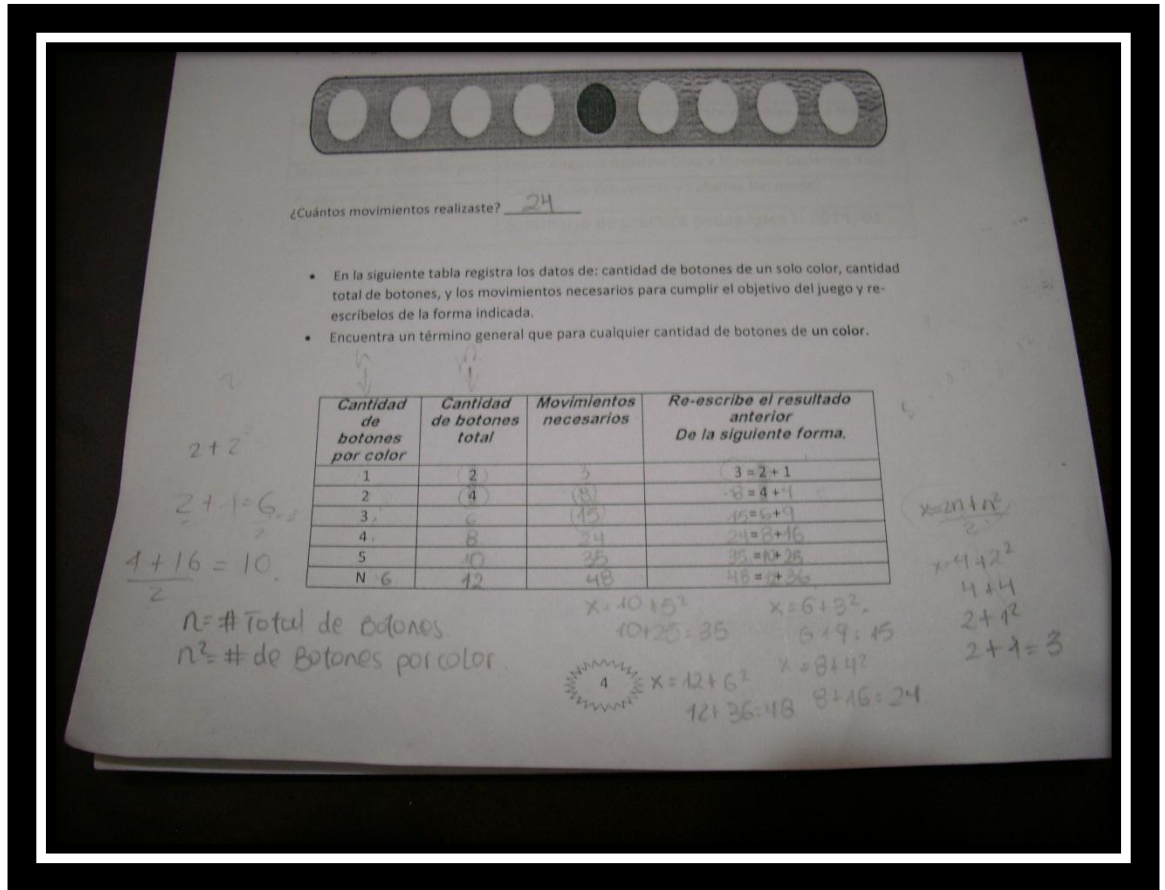 ¿Cuántos movimientos realizaste? 24
• En la siguiente tabla registra los datos de: cantidad de botones de un solo color, cantidad
total de botones, y los movimientos necesarios para cumplir el objetivo del juego y re-
escríbelos de la forma indicada.
• Encuentra un término general que para cualquier cantidad de botones de un color.
Cantidad de botones por color | Cantidad de botones total | Movimientos necesarios | Re-escribe el resultado anterior De la siguiente forma.
1 | 2 | 3 | 3 = 2 + 1
2 | 4 | 8 | 8 = 4 + 4
3 | 6 | 15 | 15 = 6 + 9
4 | 8 | 24 | 24 = 8 + 16
5 | 10 | 35 | 35 = 10 + 25
N 6 | 12 | 48 | 48 = 12 + 36
2 + 2
2 + 1 = 6
4 + 16 = 10
2
n = # Total de Botones.
n² = # de Botones por color.
x = 2n + n²
2
x = 4 + 2²
4 + 4
2 + 1²
2 + 1 = 3
x = 10 + 5²
10 + 25 = 35
x = 6 + 3²
6 + 9 = 15
x = 8 + 4²
8 + 16 = 24
x = 12 + 6²
12 + 36 = 48
4